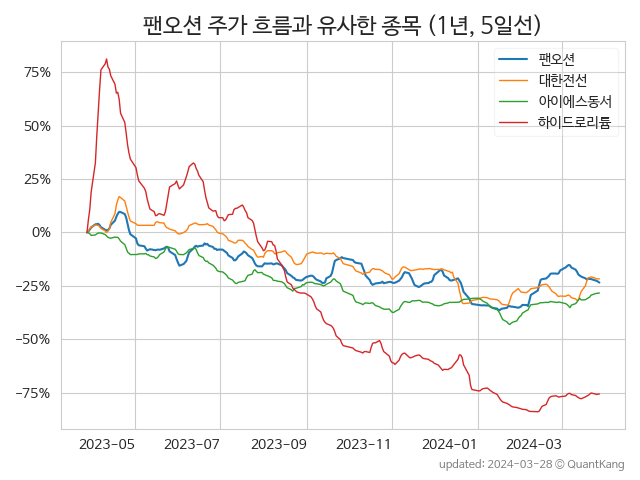 팬오션 주가 흐름과 유사한 종목 (1년, 5일선)
팬오션
대한전선
아이에스동서
하이드로리튬
75%
50%
25%
0%
−25%
−50%
−75%
2023-05 2023-07 2023-09 2023-11 2024-01 2024-03
updated: 2024-03-28 © QuantKang